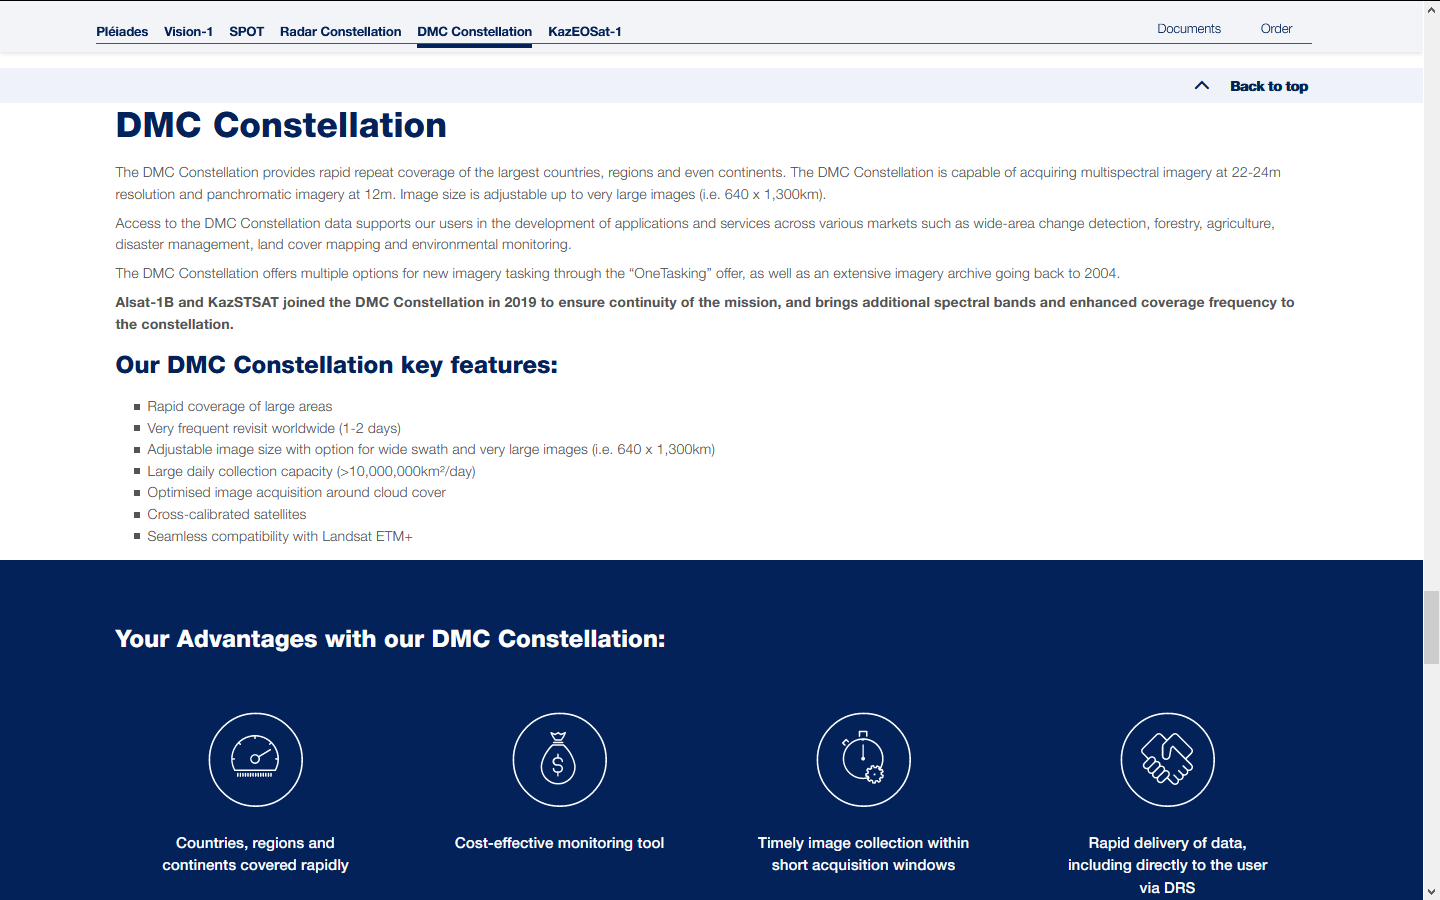 Pléiades Vision-1 SPOT Radar Constellation DMC Constellation KazEOSat-1 Documents Order
Back to top
DMC Constellation
The DMC Constellation provides rapid repeat coverage of the largest countries, regions and even continents. The DMC Constellation is capable of acquiring multispectral imagery at 22-24m
resolution and panchromatic imagery at 12m. Image size is adjustable up to very large images (i.e. 640 x 1,300km).
Access to the DMC Constellation data supports our users in the development of applications and services across various markets such as wide-area change detection, forestry, agriculture,
disaster management, land cover mapping and environmental monitoring.
The DMC Constellation offers multiple options for new imagery tasking through the “OneTasking” offer, as well as an extensive imagery archive going back to 2004.
Alsat-1B and KazSTSAT joined the DMC Constellation in 2019 to ensure continuity of the mission, and brings additional spectral bands and enhanced coverage frequency to
the constellation.
Our DMC Constellation key features:
Rapid coverage of large areas
Very frequent revisit worldwide (1-2 days)
Adjustable image size with option for wide swath and very large images (i.e. 640 x 1,300km)
Large daily collection capacity (>10,000,000km²/day)
Optimised image acquisition around cloud cover
Cross-calibrated satellites
Seamless compatibility with Landsat ETM+
Your Advantages with our DMC Constellation:
$
Countries, regions and
continents covered rapidly
Cost-effective monitoring tool
Timely image collection within
short acquisition windows
Rapid delivery of data,
including directly to the user
via DRS